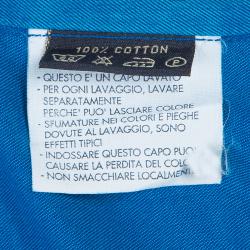 100% COTTON
P
- QUESTO E' UN CAPO LAVATO
- PER OGNI LAVAGGIO, LAVARE
SEPARATAMENTE
PERCHE' PUO' LASCIARE COLORE
- SFUMATURE NEI COLORI E PIEGHE
DOVUTE AL LAVAGGIO, SONO
EFFETTI TIPICI
- INDOSSARE QUESTO CAPO PUO'
CAUSARE LA PERDITA DEL COLO
- NON SMACCHIARE LOCALMENTE